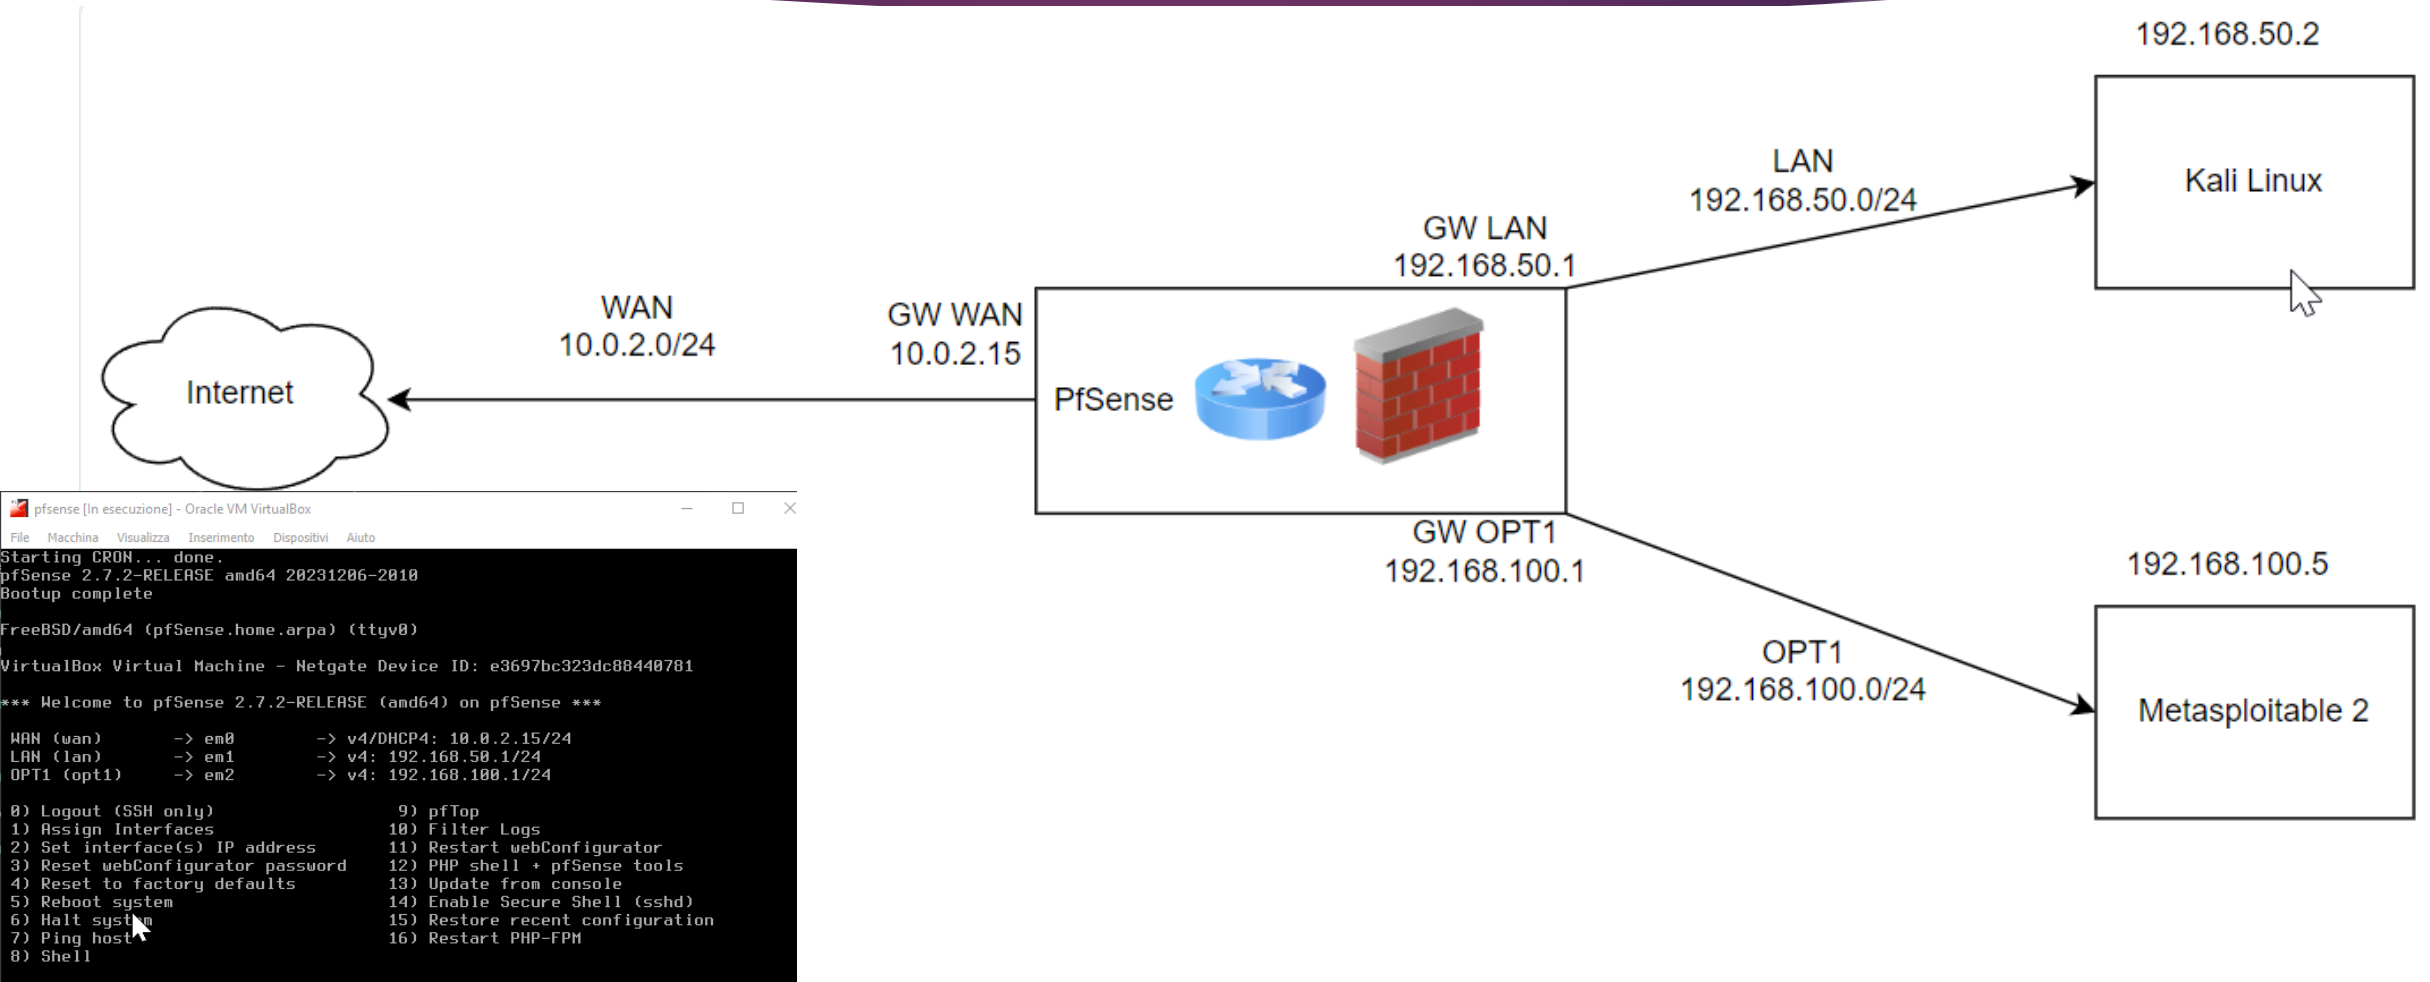 192.168.50.2
Kali Linux
LAN
192.168.50.0/24
GW LAN
192.168.50.1
WAN
10.0.2.0/24
GW WAN
10.0.2.15
Internet
PfSense
GW OPT1
192.168.100.1
OPT1
192.168.100.0/24
192.168.100.5
Metasploitable 2
pfsense [In esecuzione] - Oracle VM VirtualBox
File Macchina Visualizza Inserimento Dispositivi Aiuto
Starting CRON... done.
pfSense 2.7.2-RELEASE amd64 20231206-2010
Bootup complete
FreeBSD/amd64 (pfSense.home.arpa) (ttyv0)
VirtualBox Virtual Machine - Netgate Device ID: e3697bc323dc88440781
*** Welcome to pfSense 2.7.2-RELEASE (amd64) on pfSense ***
WAN (wan) -> em0 -> v4/DHCP4: 10.0.2.15/24
LAN (lan) -> em1 -> v4: 192.168.50.1/24
OPT1 (opt1) -> em2 -> v4: 192.168.100.1/24
0) Logout (SSH only) 9) pfTop
1) Assign Interfaces 10) Filter Logs
2) Set interface(s) IP address 11) Restart webConfigurator
3) Reset webConfigurator password 12) PHP shell + pfSense tools
4) Reset to factory defaults 13) Update from console
5) Reboot system 14) Enable Secure Shell (sshd)
6) Halt system 15) Restore recent configuration
7) Ping host 16) Restart PHP-FPM
8) Shell